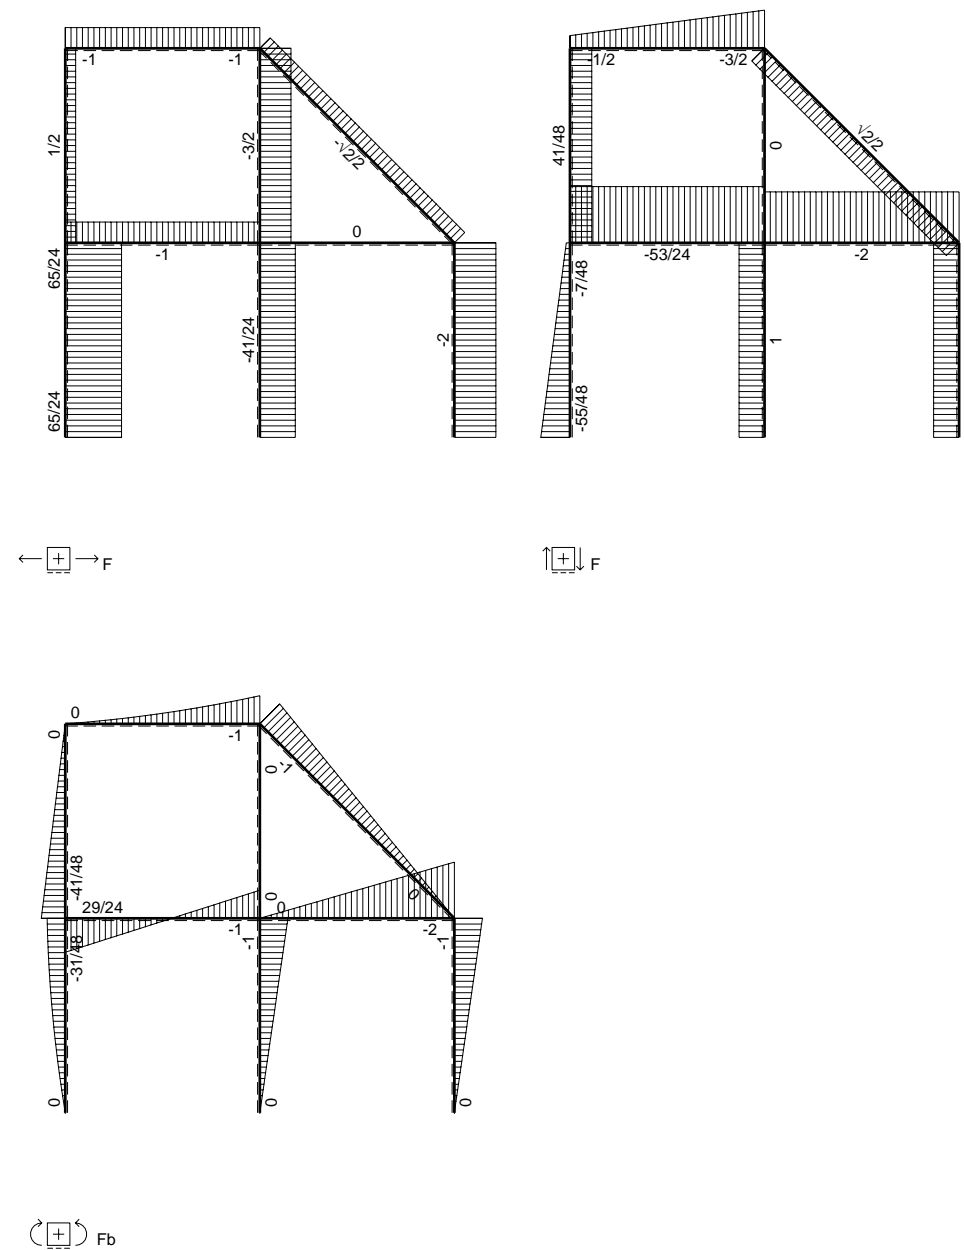 -1 -1
1/2 -3/2 -√2/2
0
65/24 -1
-41/24 -2
65/24
F
-1/2 -3/2
41/48 0 √2/2
-7/48 -53/24 -2
1
-55/48
F
0
0 -1 0 -1
-41/48
29/24 0 0 0
-31/48 -1 -1 -2 -1
0 0 0
Fb